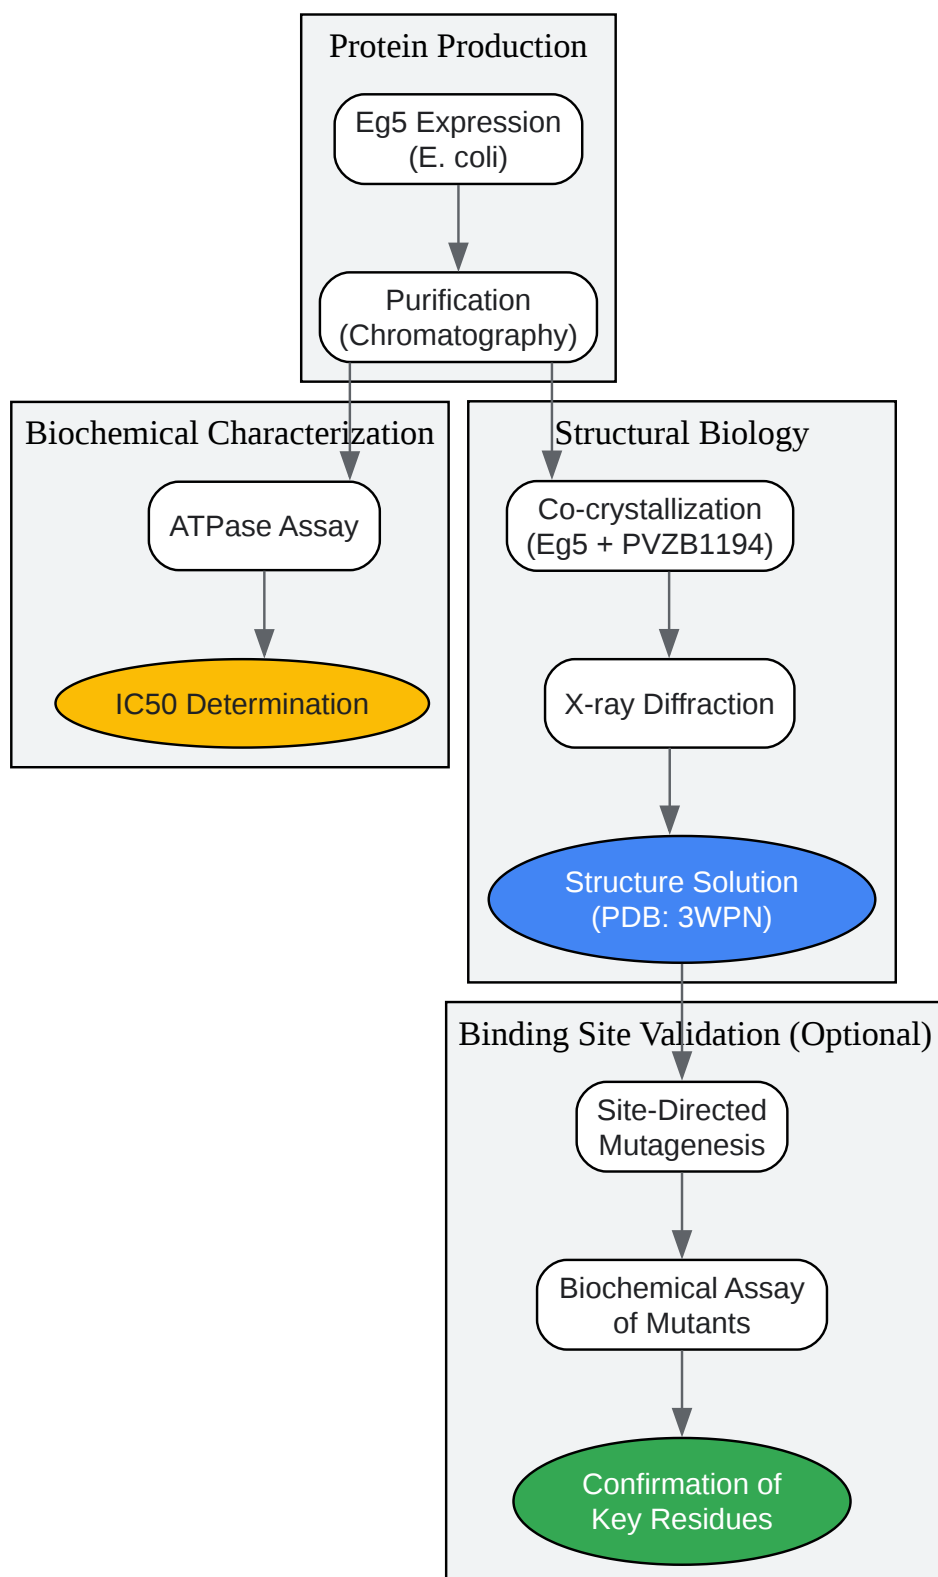 Protein Production
Eg5 Expression
(E. coli)
Purification
(Chromatography)
Biochemical Characterization
ATPase Assay
IC50 Determination
Structural Biology
Co-crystallization
(Eg5 + PVZB1194)
X-ray Diffraction
Structure Solution
(PDB: 3WPN)
Binding Site Validation (Optional)
Site-Directed
Mutagenesis
Biochemical Assay
of Mutants
Confirmation of
Key Residues